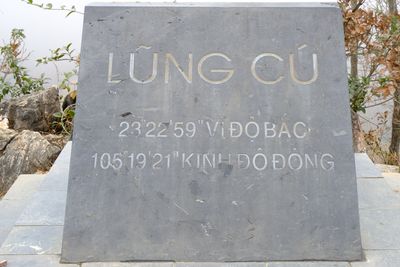 LŨNG CÚ
23°22'59" VĨ ĐỘ BẮC
105°19'21" KINH ĐỘ ĐÔNG